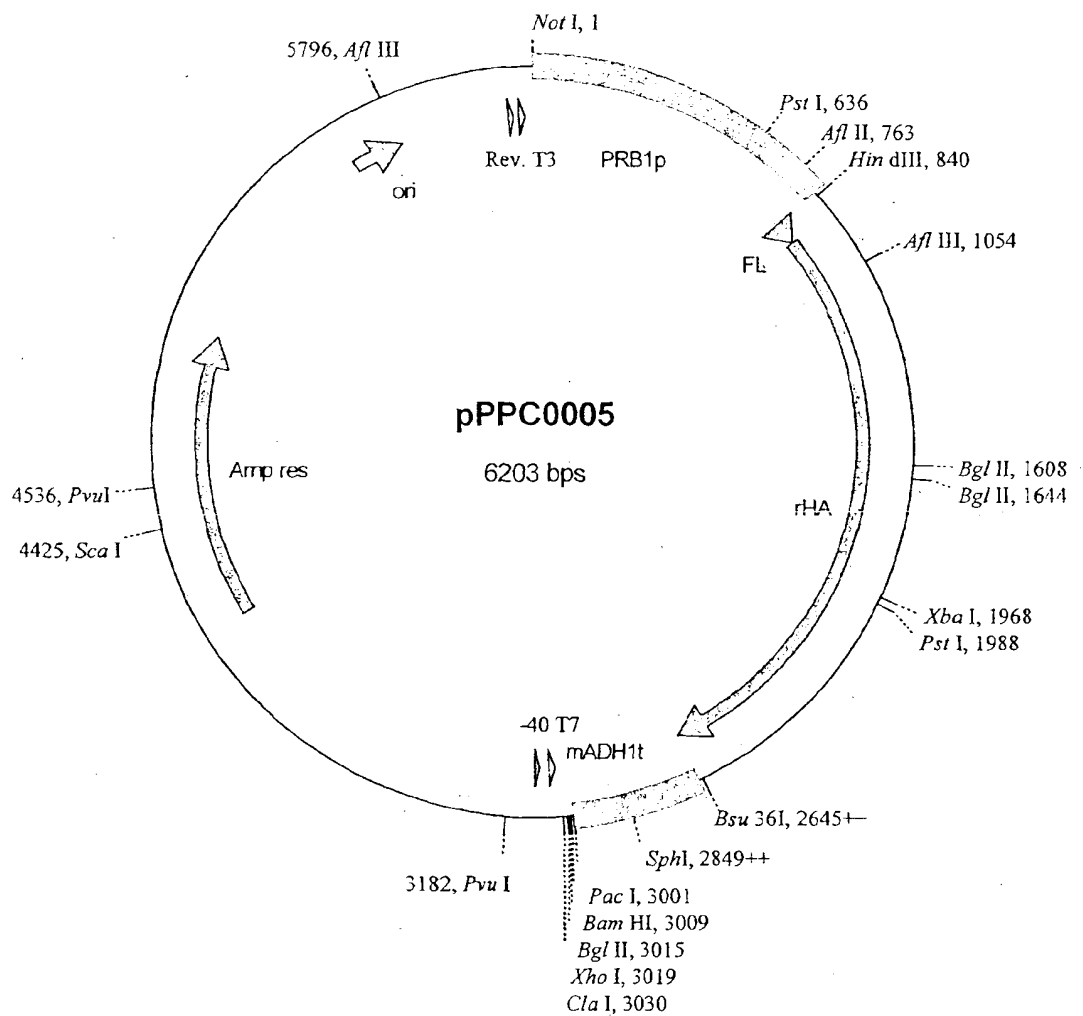 Not I, 1
5796, Afl III
Pst I, 636
Afl II, 763
Hin dIII, 840
Rev. T3
PRB1p
ori
Afl III, 1054
FL
pPPC0005
6203 bps
Amp res
rHA
4536, PvuI
4425, Sca I
Bgl II, 1608
Bgl II, 1644
Xba I, 1968
Pst I, 1988
-40 T7
mADH1t
Bsu 36I, 2645+-
SphI, 2849++
3182, Pvu I
Pac I, 3001
Bam HI, 3009
Bgl II, 3015
Xho I, 3019
Cla I, 3030